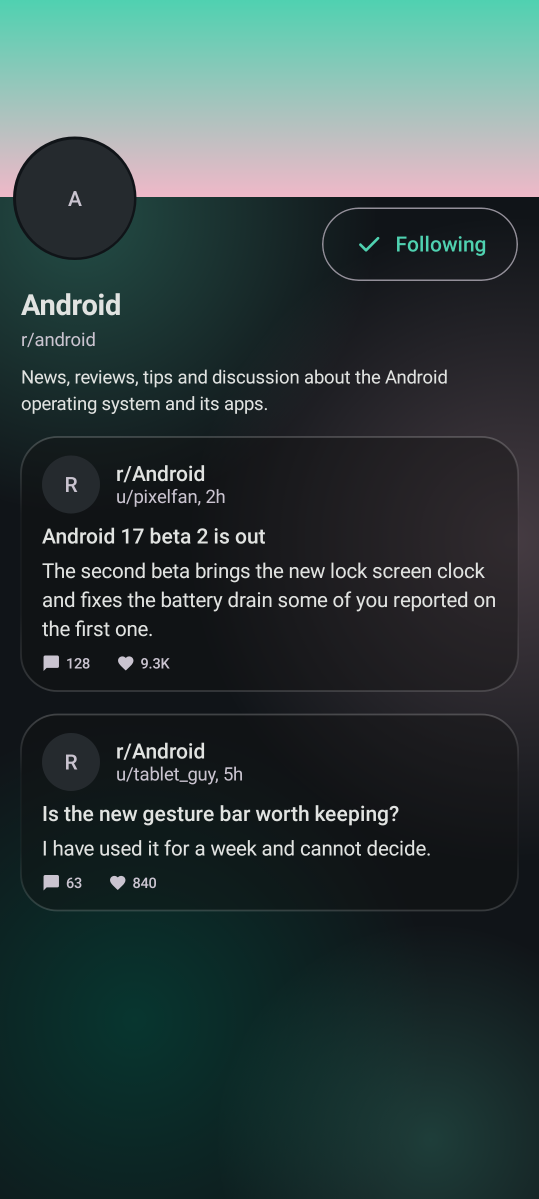 A
Following
Android
r/android
News, reviews, tips and discussion about the Android
operating system and its apps.
R
r/Android
u/pixelfan, 2h
Android 17 beta 2 is out
The second beta brings the new lock screen clock
and fixes the battery drain some of you reported on
the first one.
128 9.3K
R
r/Android
u/tablet_guy, 5h
Is the new gesture bar worth keeping?
I have used it for a week and cannot decide.
63 840